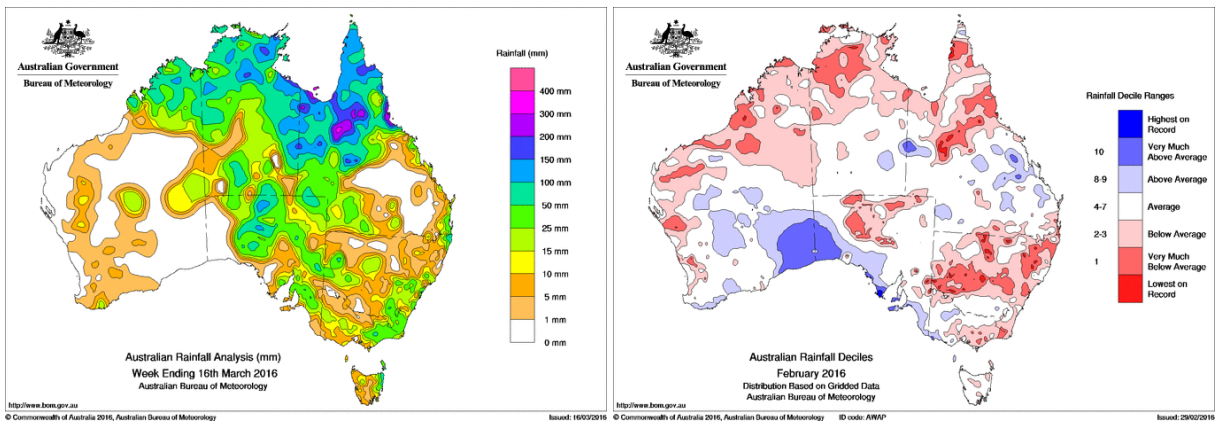 Australian Government
Bureau of Meteorology
Rainfall (mm)
400 mm
300 mm
200 mm
150 mm
100 mm
50 mm
25 mm
15 mm
10 mm
5 mm
1 mm
0 mm
Australian Rainfall Analysis (mm)
Week Ending 16th March 2016
Australian Bureau of Meteorology
http://www.bom.gov.au
© Commonwealth of Australia 2016, Australian Bureau of Meteorology
Issued: 16/03/2016
Australian Government
Bureau of Meteorology
Rainfall Decile Ranges
Highest on
Record
10
Very Much
Above Average
8-9
Above Average
4-7
Average
2-3
Below Average
1
Very Much
Below Average
Lowest on
Record
Australian Rainfall Deciles
February 2016
Distribution Based on Gridded Data
Australian Bureau of Meteorology
http://www.bom.gov.au
© Commonwealth of Australia 2016, Australian Bureau of Meteorology
ID code: AWAP
Issued: 29/02/2016